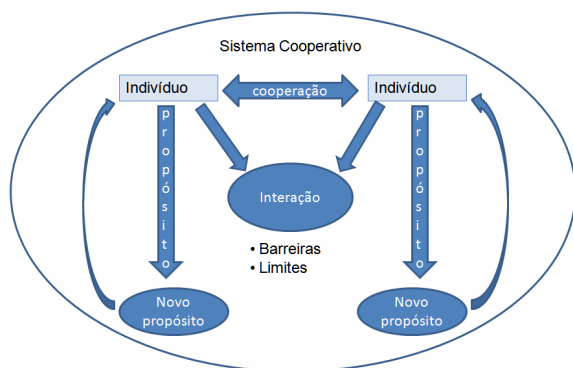 Sistema Cooperativo
Indivíduo
cooperação
Indivíduo
propósito
propósito
Interação
• Barreiras
• Limites
Novo
propósito
Novo
propósito